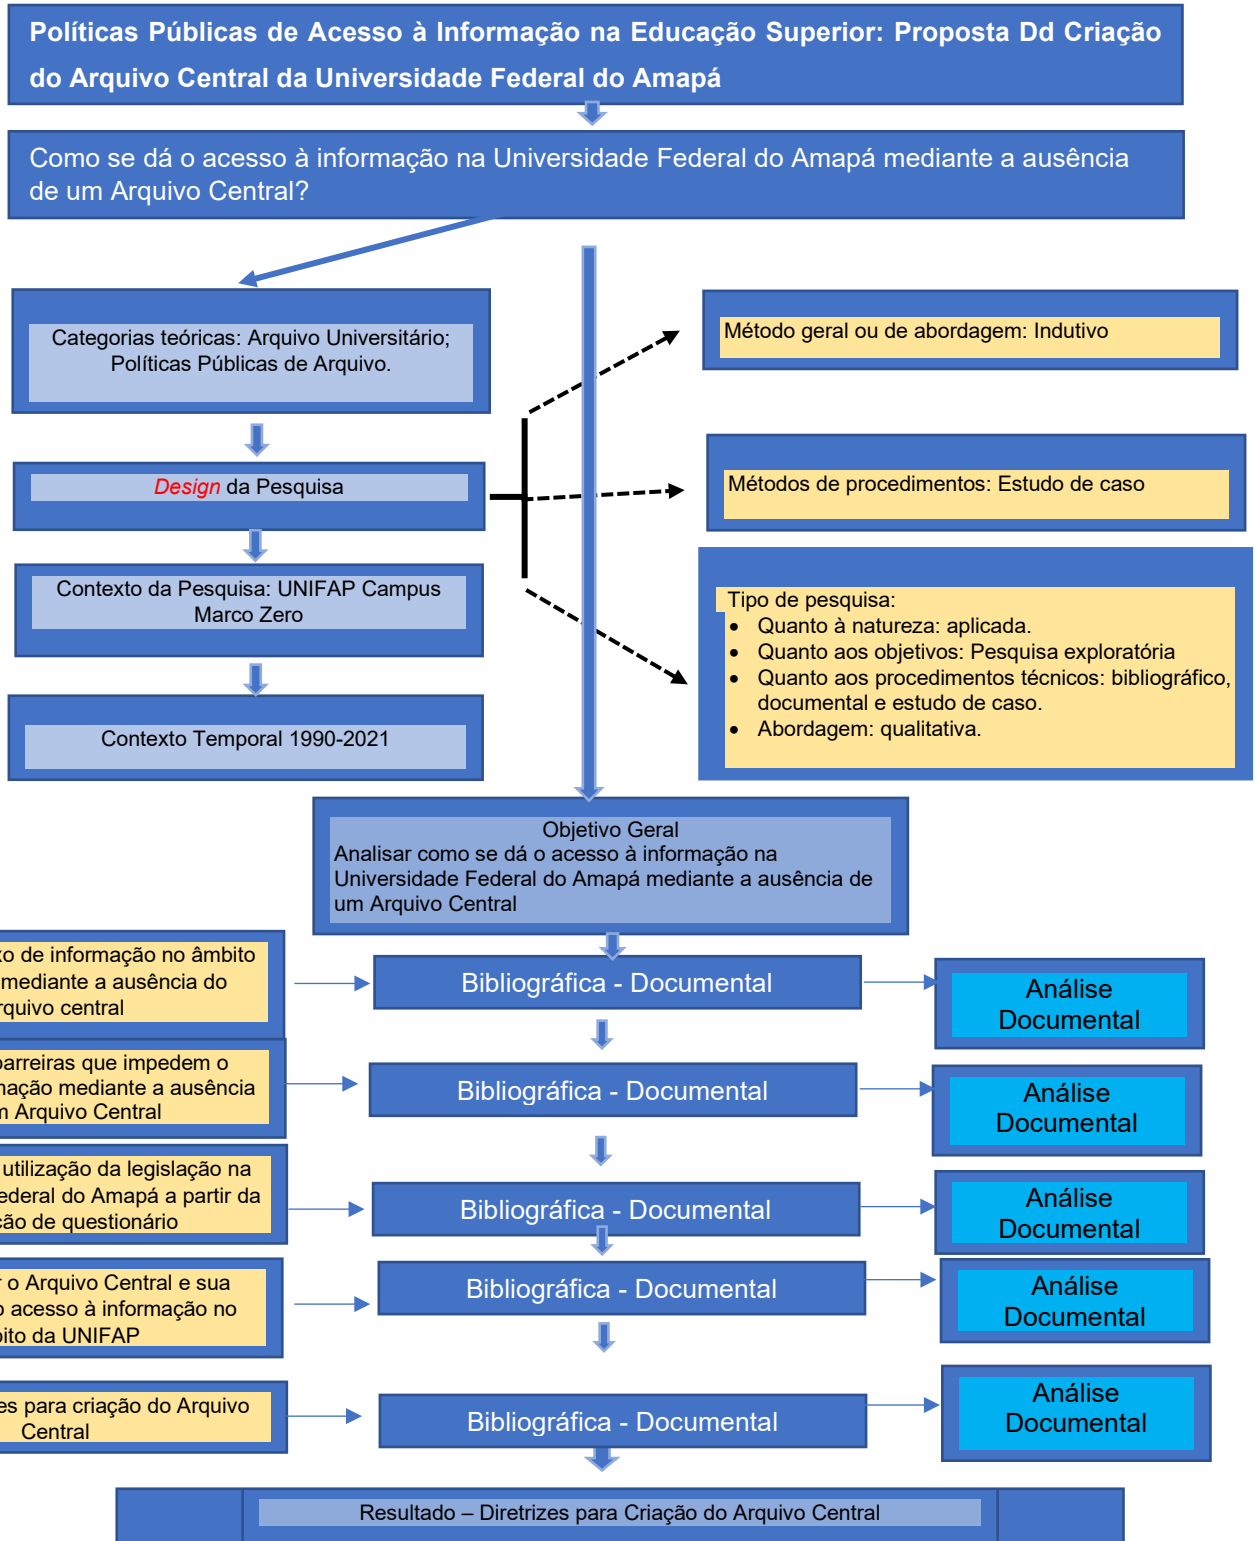 Políticas Públicas de Acesso à Informação na Educação Superior: Proposta Dd Criação
do Arquivo Central da Universidade Federal do Amapá
Como se dá o acesso à informação na Universidade Federal do Amapá mediante a ausência
de um Arquivo Central?
Categorias teóricas: Arquivo Universitário;
Políticas Públicas de Arquivo.
Design da Pesquisa
Contexto da Pesquisa: UNIFAP Campus
Marco Zero
Contexto Temporal 1990-2021
Método geral ou de abordagem: Indutivo
Métodos de procedimentos: Estudo de caso
Tipo de pesquisa:
• Quanto à natureza: aplicada.
• Quanto aos objetivos: Pesquisa exploratória
• Quanto aos procedimentos técnicos: bibliográfico,
documental e estudo de caso.
• Abordagem: qualitativa.
Objetivo Geral
Analisar como se dá o acesso à informação na
Universidade Federal do Amapá mediante a ausência de
um Arquivo Central
de informação no âmbito
mediante a ausência do
central
barreiras que impedem o
mediante a ausência
Arquivo Central
utilização da legislação na
do Amapá a partir da
de questionário
o Arquivo Central e sua
acesso à informação no
da UNIFAP
para criação do Arquivo
Central
Bibliográfica - Documental
Análise
Documental
Bibliográfica - Documental
Análise
Documental
Bibliográfica - Documental
Análise
Documental
Bibliográfica - Documental
Análise
Documental
Bibliográfica - Documental
Análise
Documental
Resultado – Diretrizes para Criação do Arquivo Central